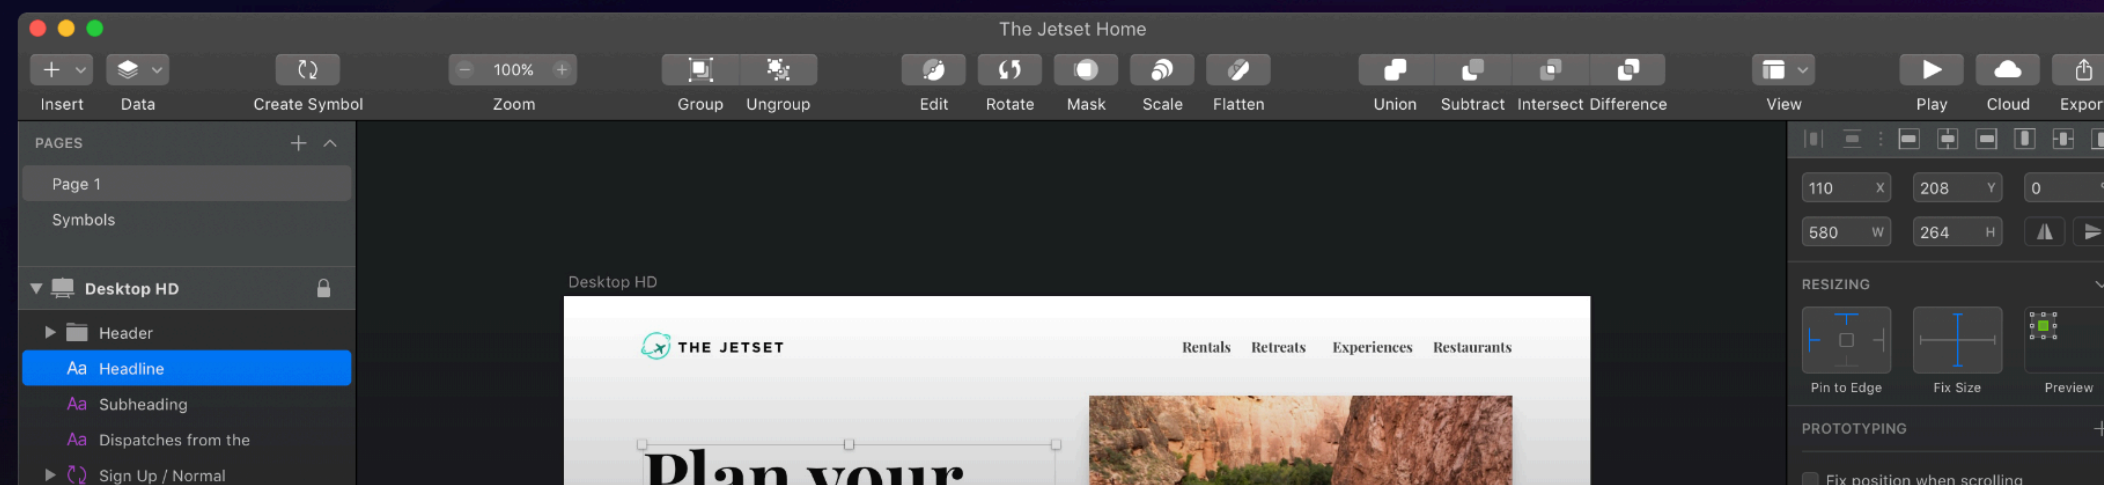 The Jetset Home
100%
Insert Data Create Symbol Zoom Group Ungroup Edit Rotate Mask Scale Flatten Union Subtract Intersect Difference View Play Cloud Expor
PAGES
Page 1
Symbols
Desktop HD
Header
Aa Headline
Aa Subheading
Aa Dispatches from the
Sign Up / Normal
Desktop HD
THE JETSET
Rentals Retreats Experiences Restaurants
Plan your
110 X 208 Y 0
580 W 264 H
RESIZING
Pin to Edge Fix Size Preview
PROTOTYPING
Fix position when scrolling